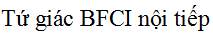 Tứ giác BFCI nội tiếp